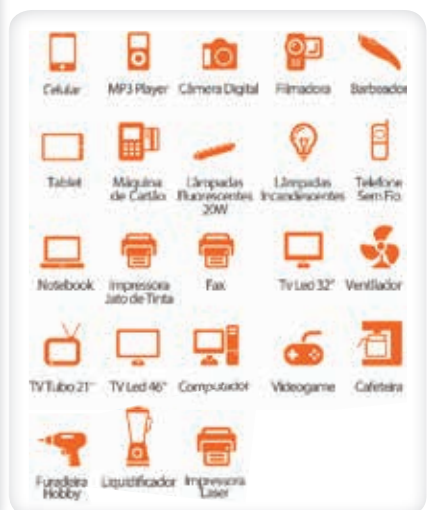 Celular MP3 Player Câmera Digital Filmadora Barbeador
Tablet Máquina de Cartão Lâmpadas Fluorescentes 20W Lâmpadas Incandescentes Telefone Sem Fio
Notebook Impressora Jato de Tinta Fax Tv Led 32" Ventilador
TV Tubo 21" TV Led 46" Computador Videogame Cafeteira
Furadeira Hobby Liquidificador Impressora Laser